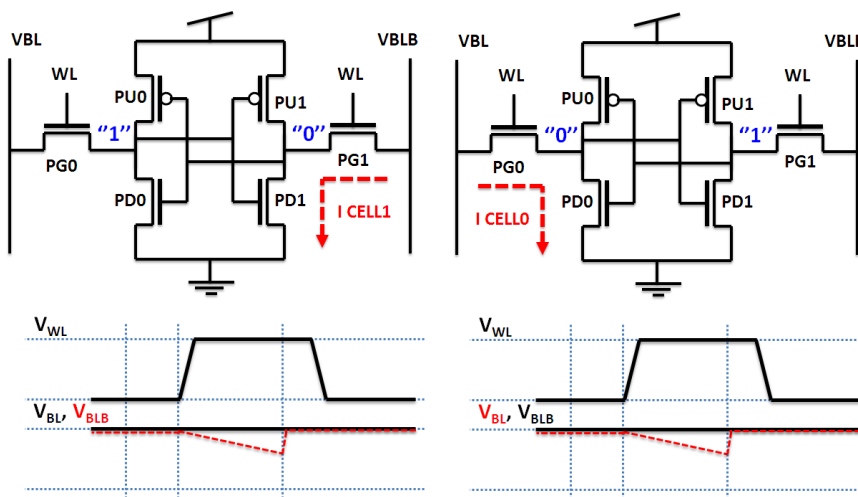 VBL
VBLB
WL
WL
PU0
PU1
"1"
"0"
PG0
PG1
PD0
PD1
I CELL1
VBL
VBLB
WL
WL
PU0
PU1
"0"
"1"
PG0
PG1
PD0
PD1
I CELL0
VWL
VBL, VBLB
VWL
VBL, VBLB